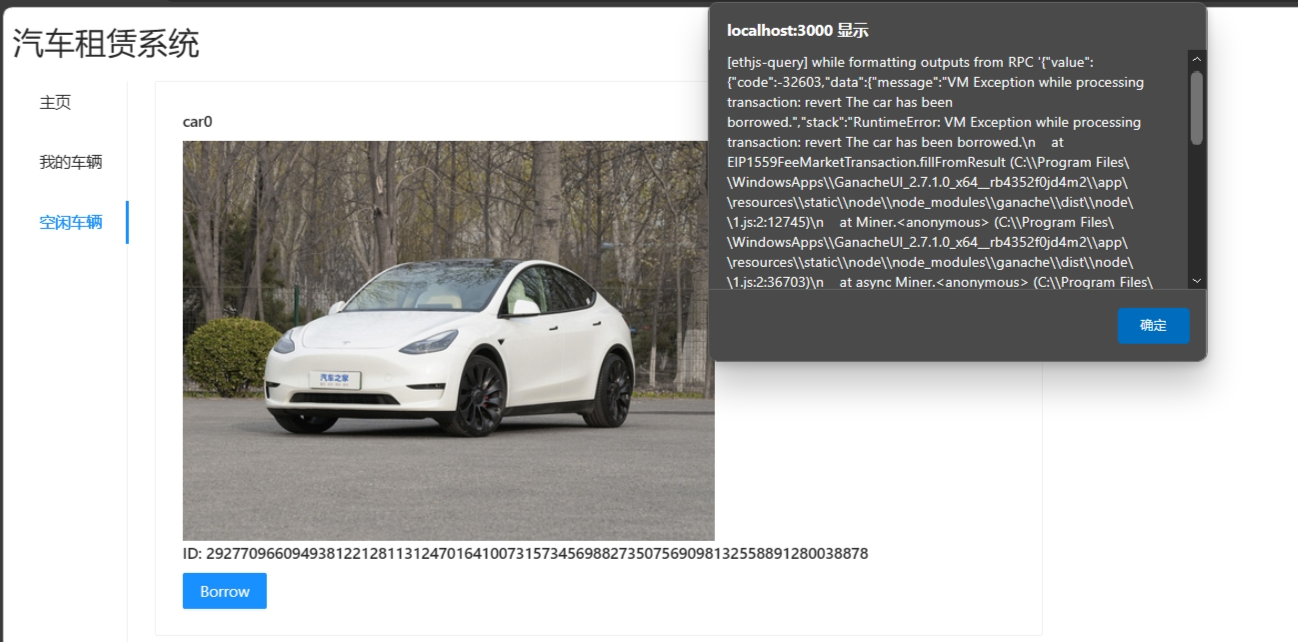 汽车租赁系统
主页
我的车辆
空闲车辆
car0
汽车之家
ID: 29277096609493812212811312470164100731573456988273507569098132558891280038878
Borrow
localhost:3000 显示
[ethjs-query] while formatting outputs from RPC '{"value":
{"code":-32603,"data":{"message":"VM Exception while processing
transaction: revert The car has been
borrowed.","stack":"RuntimeError: VM Exception while processing
transaction: revert The car has been borrowed.\n    at
EIP1559FeeMarketTransaction.fillFromResult (C:\\Program Files\
\WindowsApps\\GanacheUI_2.7.1.0_x64__rb4352f0jd4m2\\app\
\resources\\static\\node\\node_modules\\ganache\\dist\\node\
\1.js:2:12745)\n    at Miner.<anonymous> (C:\\Program Files\
\WindowsApps\\GanacheUI_2.7.1.0_x64__rb4352f0jd4m2\\app\
\resources\\static\\node\\node_modules\\ganache\\dist\\node\
\1.js:2:36703)\n    at async Miner.<anonymous> (C:\\Program Files\
确定